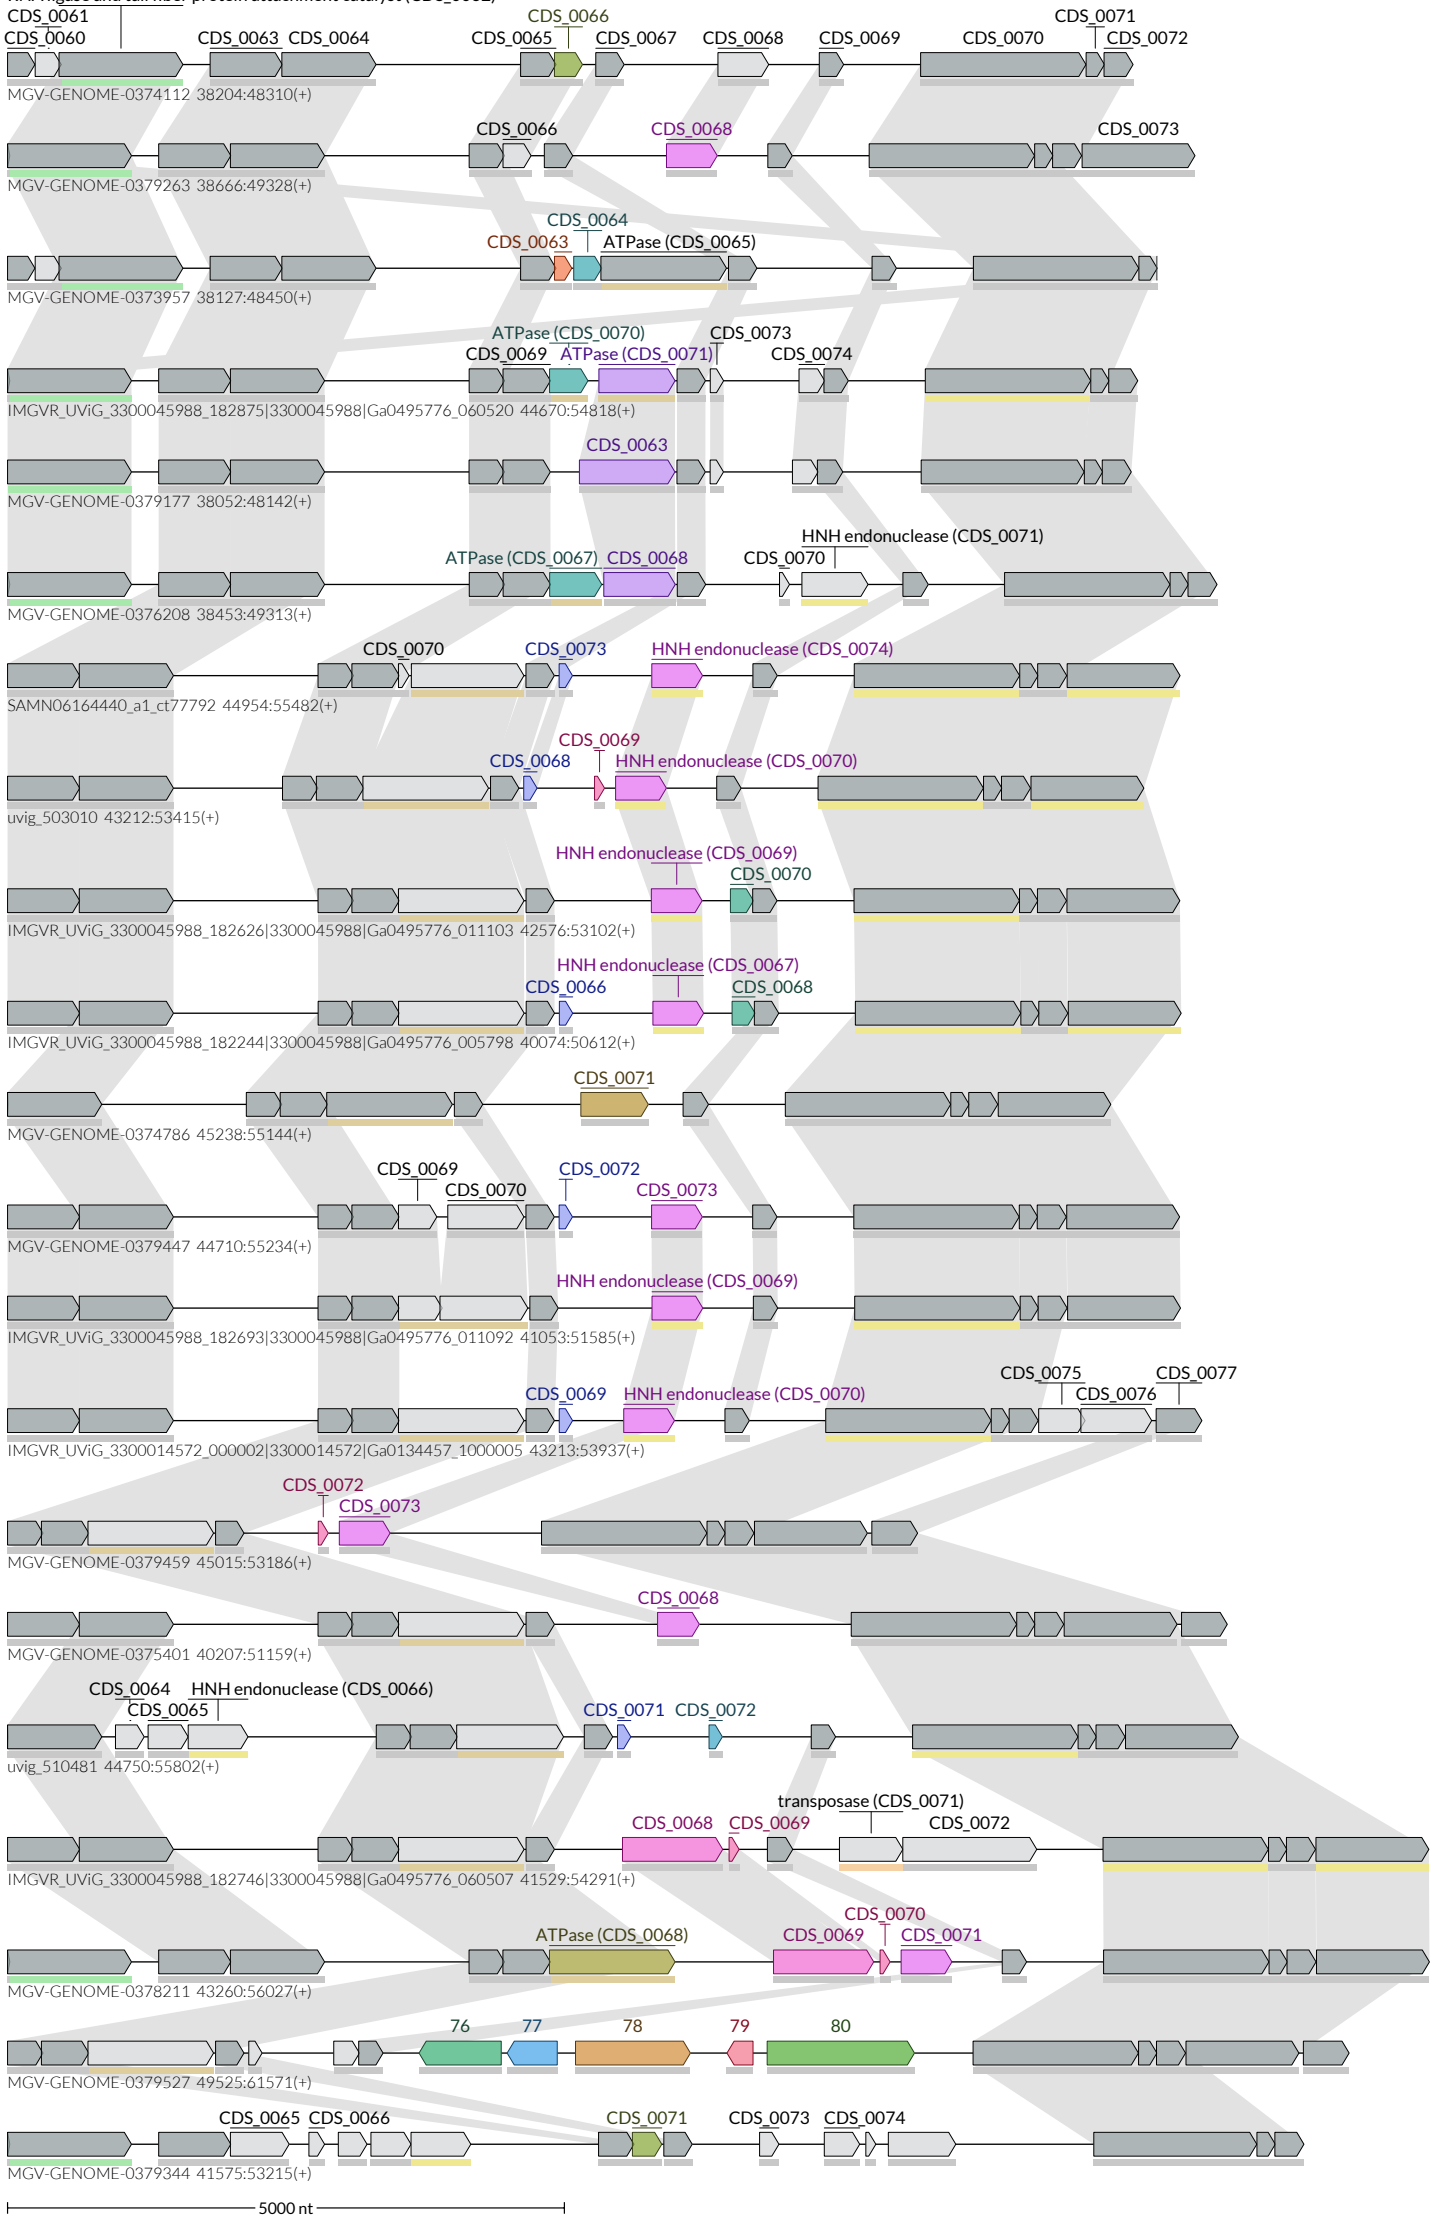 CDS_0061
CDS_0066
CDS_0071
CDS_0060
CDS_0063
CDS_0064
CDS_0065
CDS_0067
CDS_0068
CDS_0069
CDS_0070
CDS_0072
MGV-GENOME-0374112 38204:48310(+)
CDS_0066
CDS_0068
CDS_0073
MGV-GENOME-0379263 38666:49328(+)
CDS_0064
CDS_0063
ATPase (CDS_0065)
MGV-GENOME-0373957 38127:48450(+)
ATPase (CDS_0070)
CDS_0073
CDS_0069
ATPase (CDS_0071)
CDS_0074
IMGVR_UViG_3300045988_182875|3300045988|Ga0495776_060520 44670:54818(+)
CDS_0063
MGV-GENOME-0379177 38052:48142(+)
HNH endonuclease (CDS_0071)
ATPase (CDS_0067)
CDS_0068
CDS_0070
MGV-GENOME-0376208 38453:49313(+)
CDS_0070
CDS_0073
HNH endonuclease (CDS_0074)
SAMN06164440_a1_ct77792 44954:55482(+)
CDS_0069
CDS_0068
HNH endonuclease (CDS_0070)
uvig_503010 43212:53415(+)
HNH endonuclease (CDS_0069)
CDS_0070
IMGVR_UViG_3300045988_182626|3300045988|Ga0495776_011103 42576:53102(+)
HNH endonuclease (CDS_0067)
CDS_0066
CDS_0068
IMGVR_UViG_3300045988_182244|3300045988|Ga0495776_005798 40074:50612(+)
CDS_0071
MGV-GENOME-0374786 45238:55144(+)
CDS_0069
CDS_0072
CDS_0070
CDS_0073
MGV-GENOME-0379447 44710:55234(+)
HNH endonuclease (CDS_0069)
IMGVR_UViG_3300045988_182693|3300045988|Ga0495776_011092 41053:51585(+)
CDS_0075
CDS_0077
CDS_0069
HNH endonuclease (CDS_0070)
CDS_0076
IMGVR_UViG_3300014572_000002|3300014572|Ga0134457_1000005 43213:53937(+)
CDS_0072
CDS_0073
MGV-GENOME-0379459 45015:53186(+)
CDS_0068
MGV-GENOME-0375401 40207:51159(+)
CDS_0064
HNH endonuclease (CDS_0066)
CDS_0065
CDS_0071
CDS_0072
uvig_510481 44750:55802(+)
transposase (CDS_0071)
CDS_0068
CDS_0069
CDS_0072
IMGVR_UViG_3300045988_182746|3300045988|Ga0495776_060507 41529:54291(+)
CDS_0070
ATPase (CDS_0068)
CDS_0069
CDS_0071
MGV-GENOME-0378211 43260:56027(+)
76
77
78
79
80
MGV-GENOME-0379527 49525:61571(+)
CDS_0065
CDS_0066
CDS_0071
CDS_0073
CDS_0074
MGV-GENOME-0379344 41575:53215(+)
5000 nt